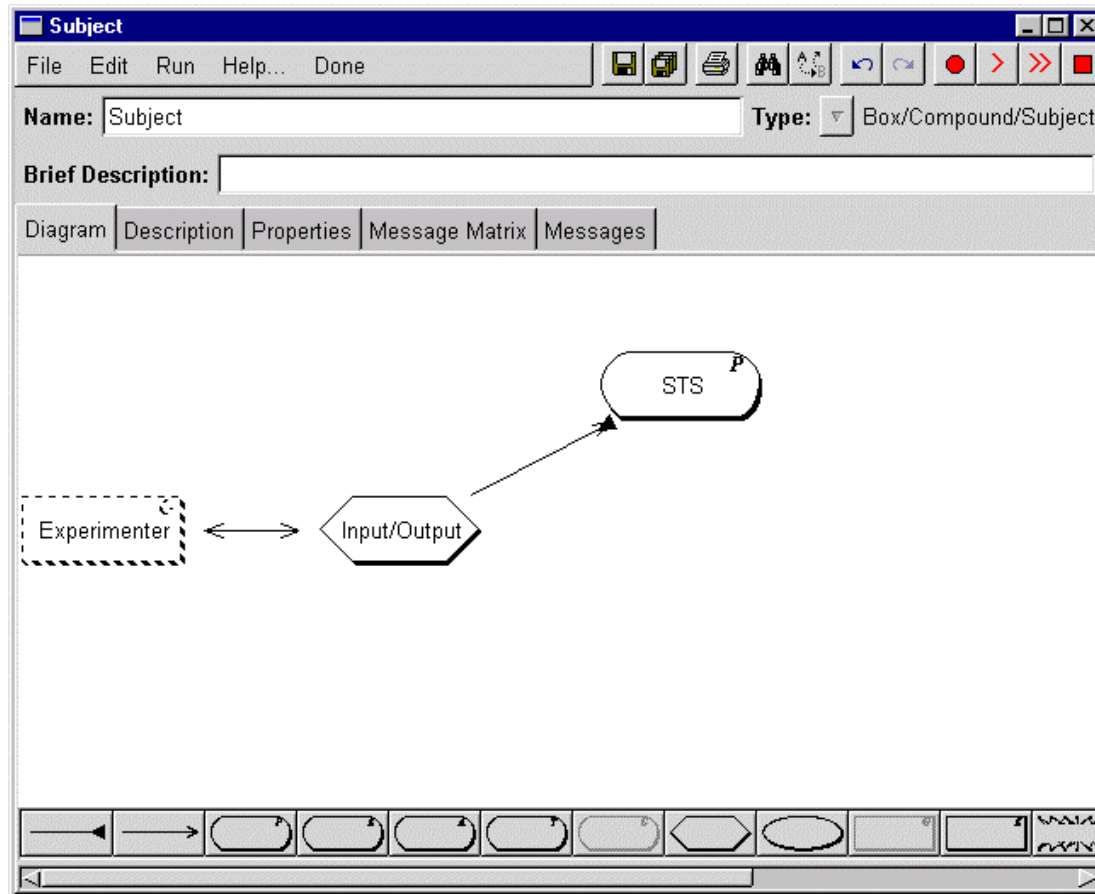 Subject
File Edit Run Help... Done
Name: Subject Type: Box/Compound/Subject
Brief Description:
Diagram Description Properties Message Matrix Messages
P
STS
Experimenter Input/Output